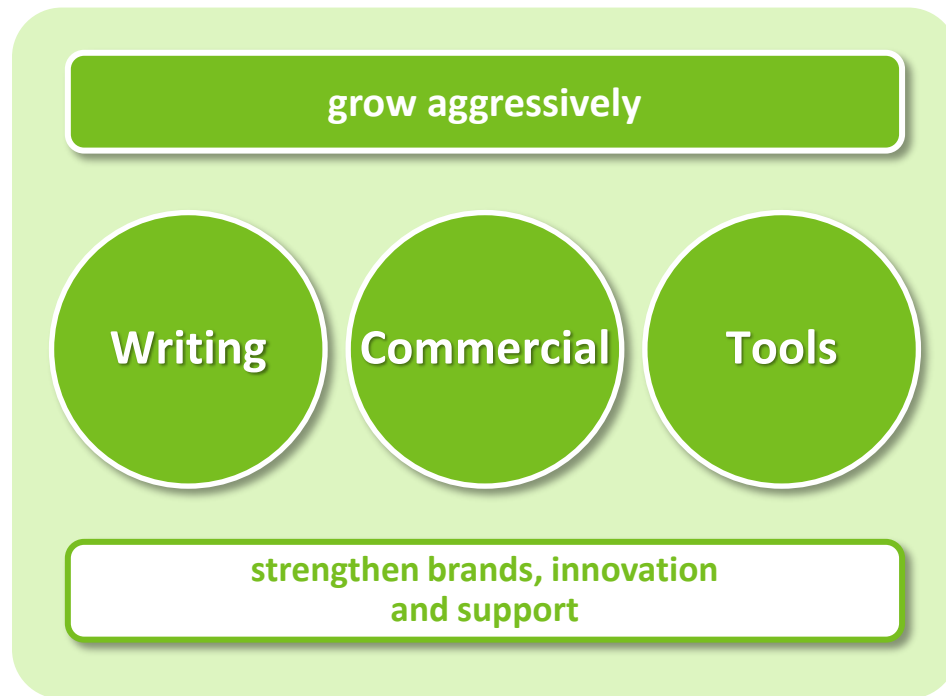 grow aggressively
Writing
Commercial
Tools
strengthen brands, innovation
and support